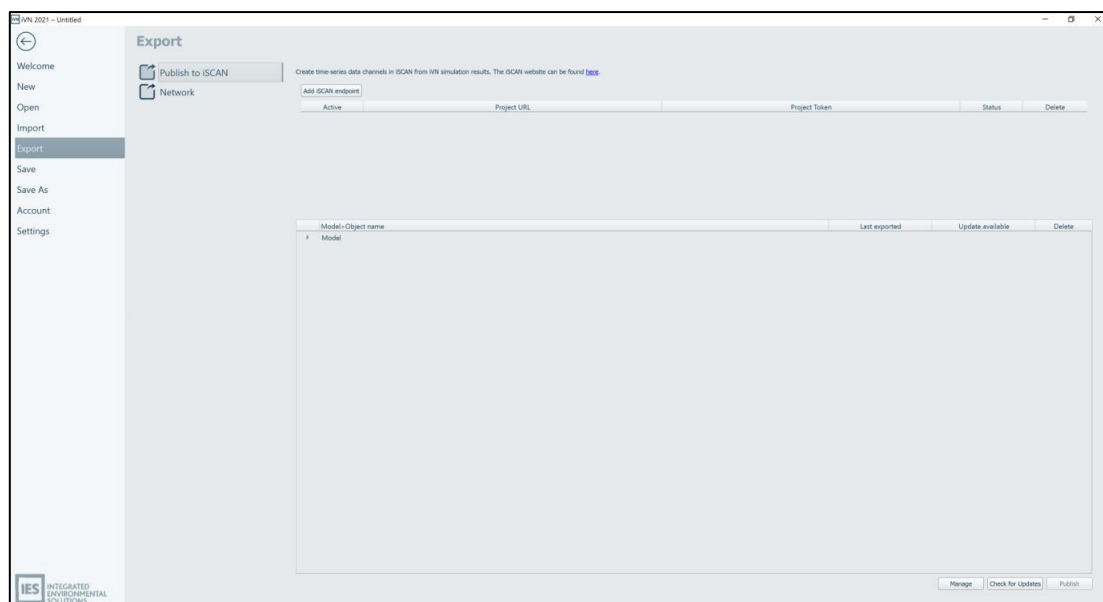 iVN 2021 – Untitled
Export
Welcome
New
Open
Import
Export
Save
Save As
Account
Settings
Publish to iSCAN
Network
Create time-series data channels in iSCAN from iVN simulation results. The iSCAN website can be found here.
Add iSCAN endpoint
Active Project URL Project Token Status Delete
Model>Object name Last exported Update available Delete
Model
Manage Check for Updates Publish
IES INTEGRATED
ENVIRONMENTAL
SOLUTIONS